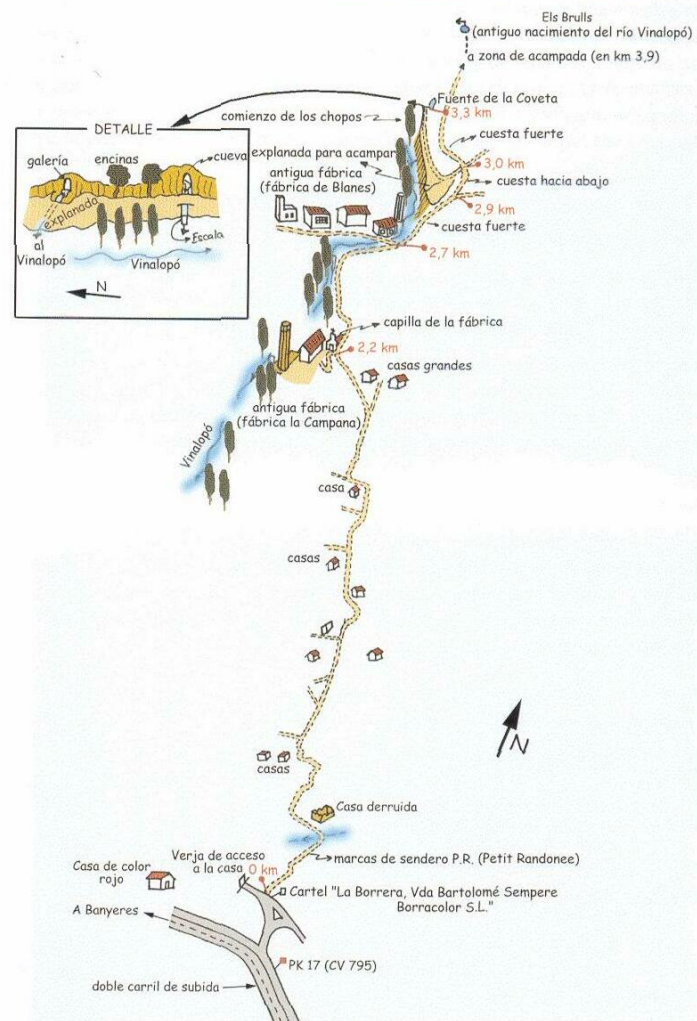 Els Brulls
(antiguo nacimiento del río Vinalopó)
a zona de acampada (en km 3,9)
Fuente de la Coveta
3,3 km
comienzo de los chopos
cuesta fuerte
explanada para acampar
3,0 km
antigua fábrica
(fábrica de Blanes)
cuesta hacia abajo
2,9 km
cuesta fuerte
2,7 km
DETALLE
galería
encinas
cueva
explanada
Escala
al
Vinalopó
Vinalopó
N
capilla de la fábrica
2,2 km
casas grandes
antigua fábrica
(fábrica la Campana)
Vinalopó
casa
casas
N
casas
Casa derruida
marcas de sendero P.R. (Petit Randonee)
Verja de acceso
a la casa
0 km
Casa de color
rojo
Cartel "La Borrera, Vda Bartolomé Sempere
Borracolor S.L."
A Banyeres
PK 17 (CV 795)
doble carril de subida